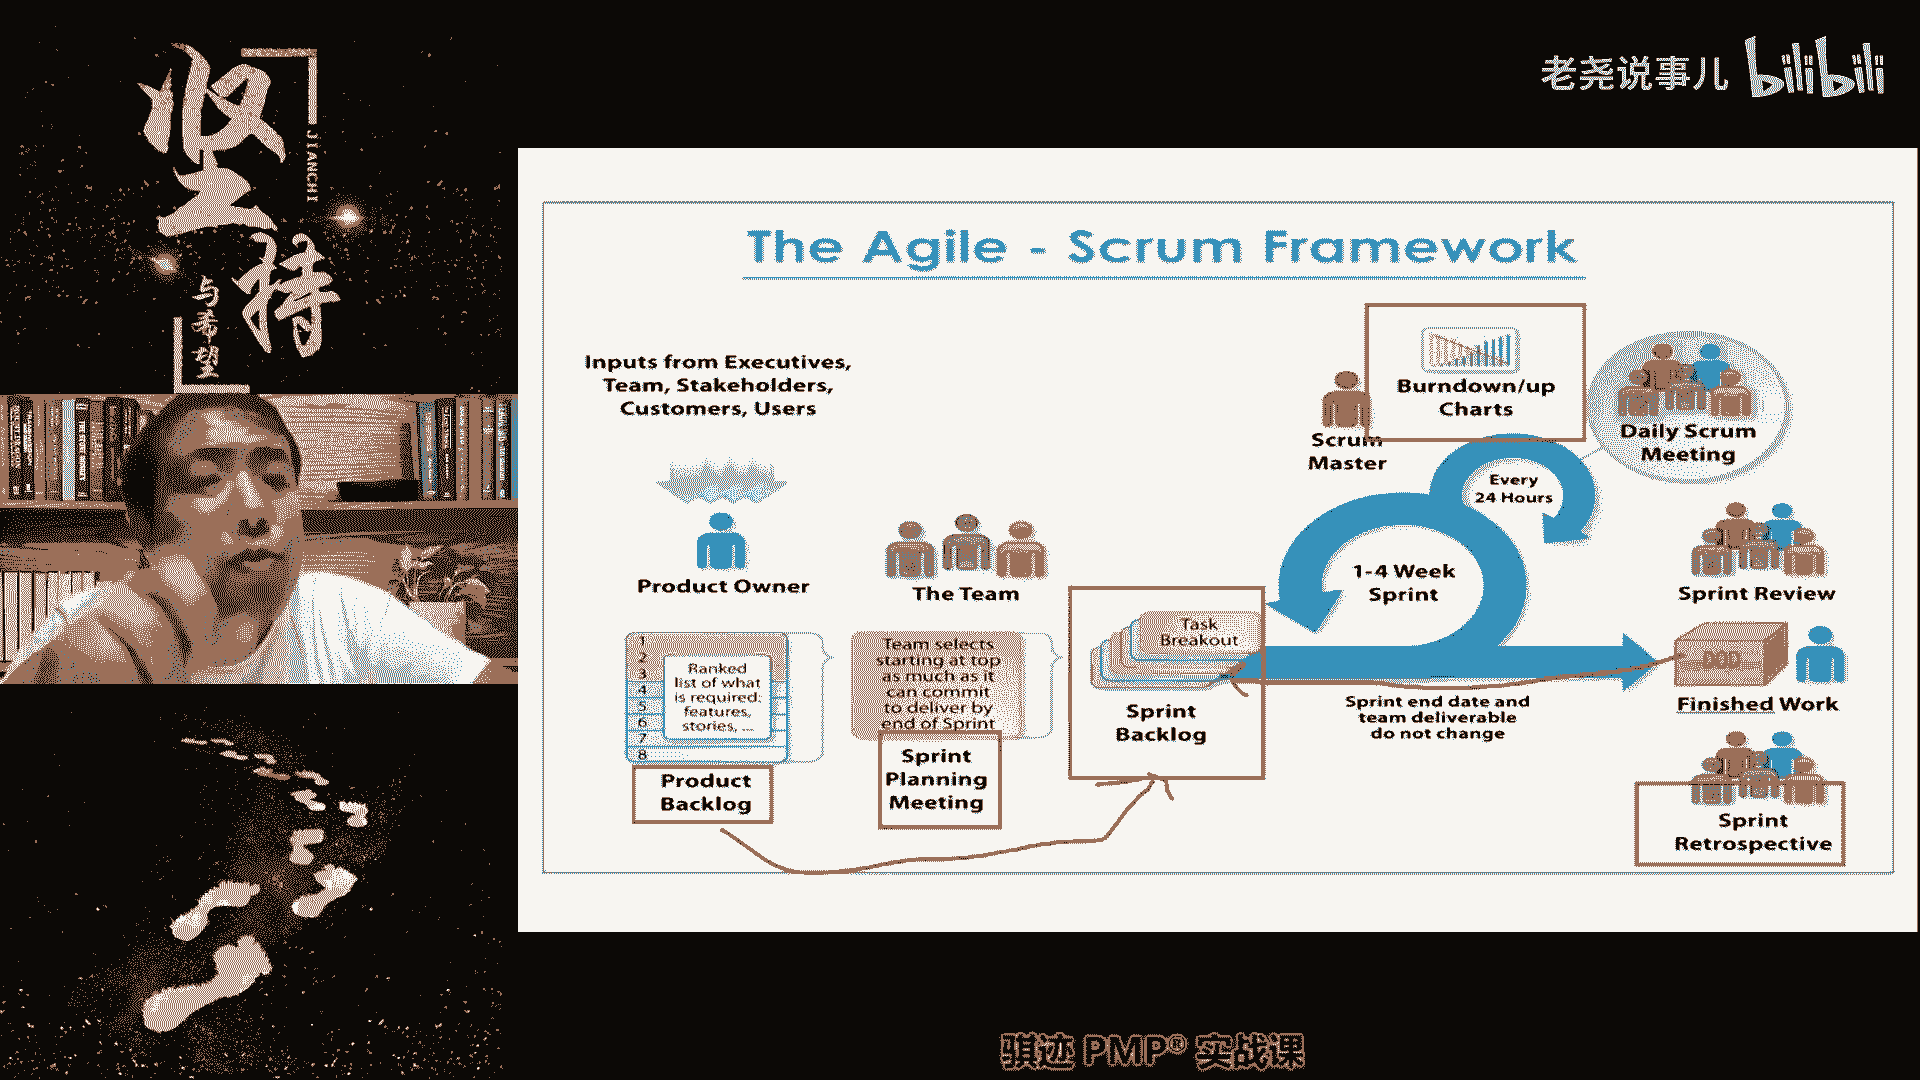 坚
持
JIANCHI
与希望
老尧说事儿 bilibili
The Agile - Scrum Framework
Inputs from Executives,
Team, Stakeholders,
Customers, Users
Product Owner
The Team
1
2
3
4
5
6
7
8
Ranked
list of what
is required:
features,
stories, ...
Product
Backlog
Team selects
starting at top
as much as it
can commit
to deliver by
end of Sprint
Sprint
Planning
Meeting
Task
Breakout
Sprint
Backlog
Scrum
Master
Burndown/up
Charts
Every
24 Hours
1-4 Week
Sprint
Daily Scrum
Meeting
Sprint Review
Sprint end date and
team deliverable
do not change
DOD
Finished Work
Sprint
Retrospective
骐迹 PMP® 实战课